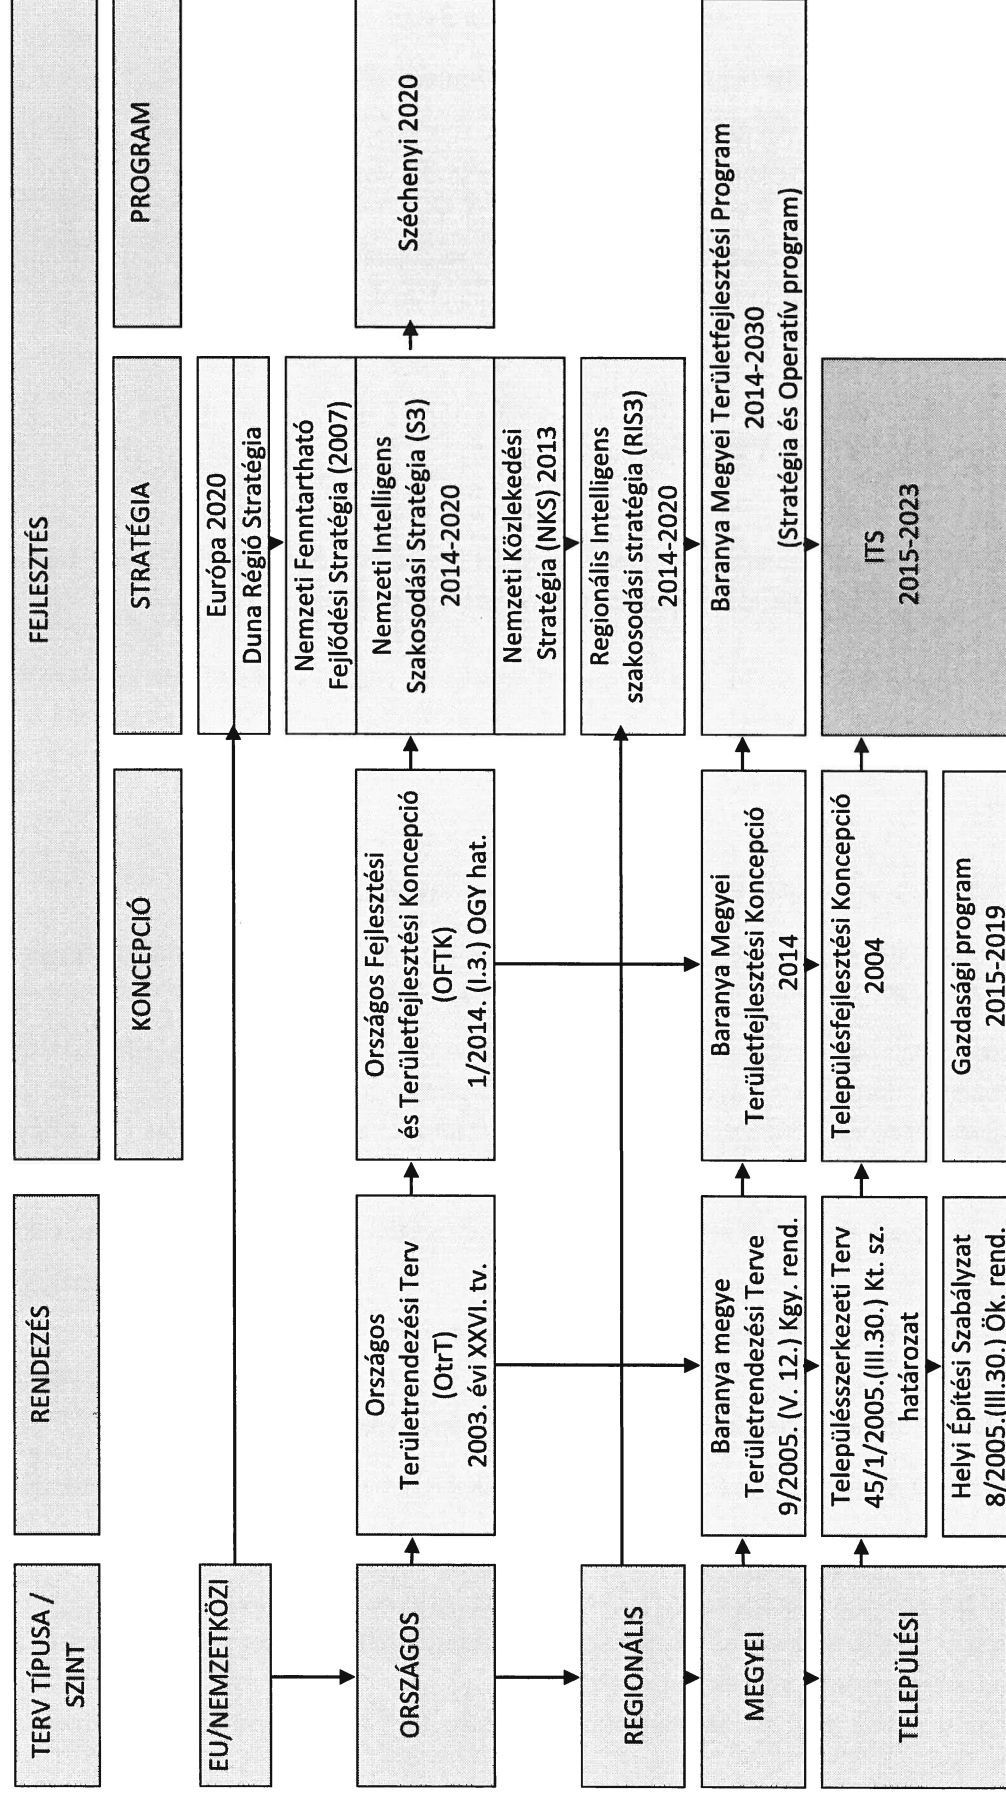 TERV TÍPUSA /
SZINT
RENDEZÉS
FEJLESZTÉS
KONCEPCIÓ
STRATÉGIA
PROGRAM
EU/NEMZETKÖZI
Európa 2020
Duna Régió Stratégia
ORSZÁGOS
Országos
Területrendezési Terv
(OtrT)
2003. évi XXVI. tv.
Országos Fejlesztési
és Területfejlesztési Koncepció
(OFTK)
1/2014. (I.3.) OGY hat.
Nemzeti Fenntartható
Fejlődési Stratégia (2007)
Nemzeti Intelligens
Szakosodási Stratégia (S3)
2014-2020
Nemzeti Közlekedési
Stratégia (NKS) 2013
Széchenyi 2020
REGIONÁLIS
Regionális Intelligens
szakosodási stratégia (RIS3)
2014-2020
MEGYEI
Baranya megye
Területrendezési Terve
9/2005. (V. 12.) Kgy. rend.
Baranya Megyei
Területfejlesztési Koncepció
2014
Baranya Megyei Területfejlesztési Program
2014-2030
(Stratégia és Operatív program)
TELEPÜLÉSI
Településszerkezeti Terv
45/1/2005.(III.30.) Kt. sz.
határozat
Településfejlesztési Koncepció
2004
ITS
2015-2023
Helyi Építési Szabályzat
8/2005.(III.30.) Ök. rend.
Gazdasági program
2015-2019